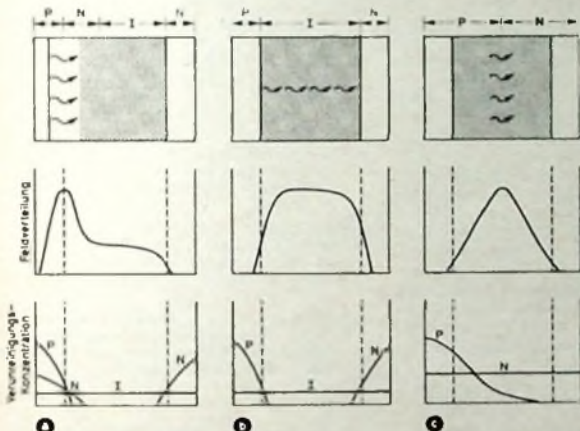 P N I N
P I N
P N
Feldverteilung
Verunreinigungs-
Konzentration
P N I N
P I N
P N
a b c